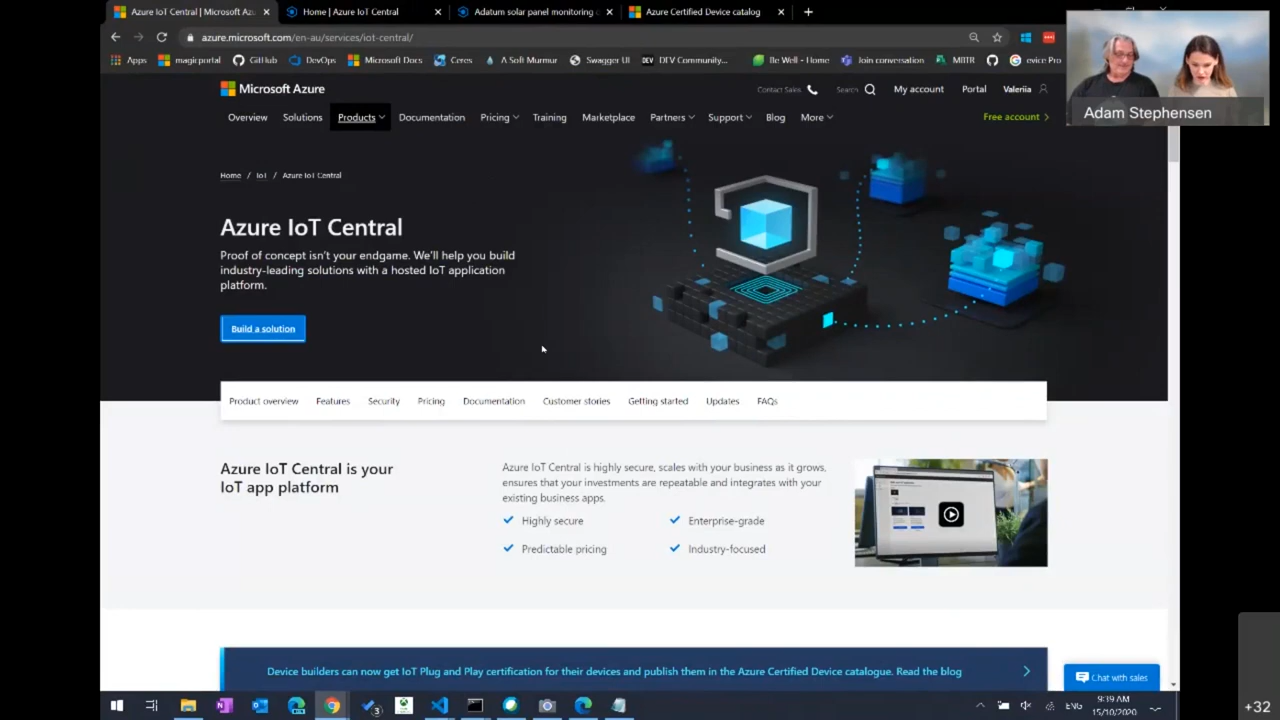 Azure IoT Central | Microsoft Azu
Home | Azure IoT Central
Adatum solar panel monitoring c
Azure Certified Device catalog
azure.microsoft.com/en-au/services/iot-central/
Apps
magicportal
GitHub
DevOps
Microsoft Docs
Ceres
A Soft Murmur
Swagger UI
DEV Community...
Be Well - Home
Join conversation
evice Pro
Microsoft Azure
Contact Sales
Search
My account
Portal
Valeriia
Adam Stephensen
Overview
Solutions
Products
Documentation
Pricing
Training
Marketplace
Partners
Support
Blog
More
Free account
Home / IoT / Azure IoT Central
Azure IoT Central
Proof of concept isn't your endgame. We'll help you build
industry-leading solutions with a hosted IoT application
platform.
Build a solution
Product overview
Features
Security
Pricing
Documentation
Customer stories
Getting started
Updates
FAQs
Azure IoT Central is your
IoT app platform
Azure IoT Central is highly secure, scales with your business as it grows,
ensures that your investments are repeatable and integrates with your
existing business apps.
Highly secure
Enterprise-grade
Predictable pricing
Industry-focused
Device builders can now get IoT Plug and Play certification for their devices and publish them in the Azure Certified Device catalogue. Read the blog
Chat with sales
ENG
9:39 AM
15/10/2020
+32